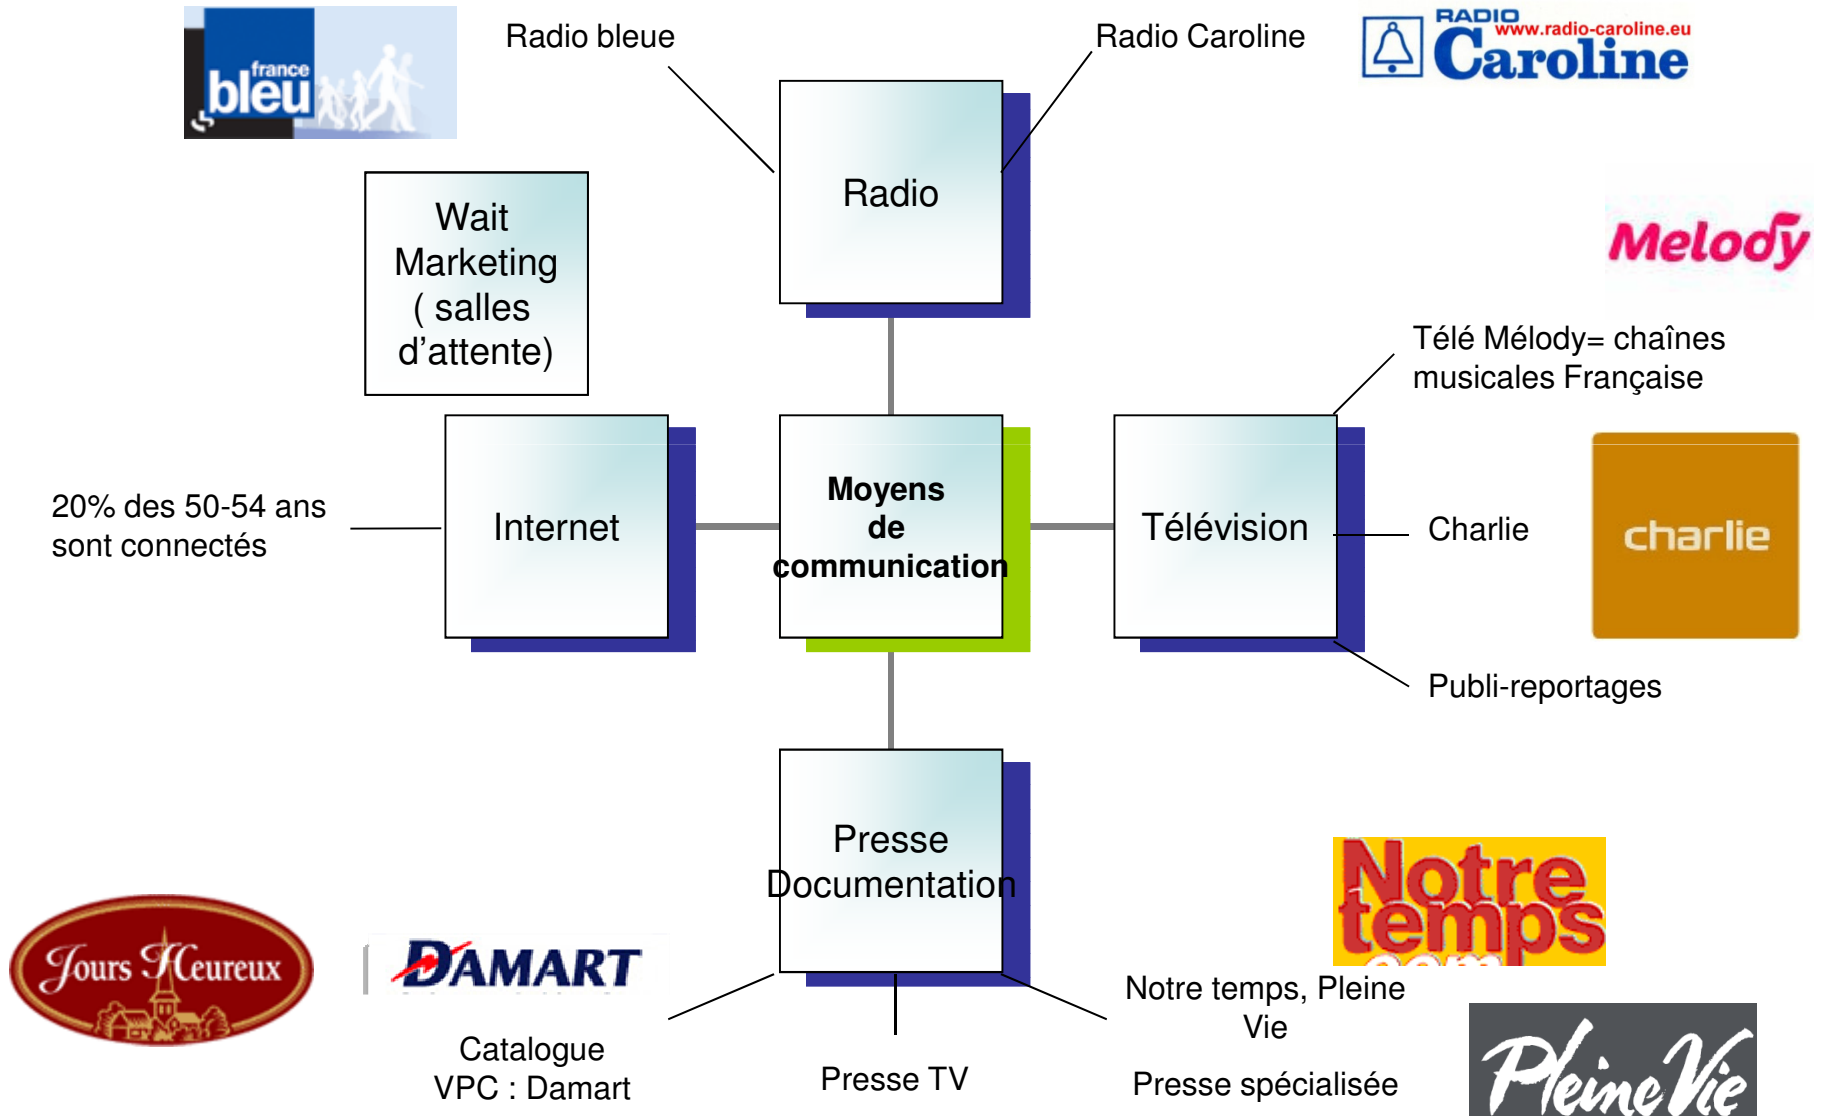 france
bleu
Radio bleue
Radio Caroline
RADIO
www.radio-caroline.eu
Caroline
Radio
Wait
Marketing
( salles
d'attente)
Melody
Télé Mélody= chaînes
musicales Française
20% des 50-54 ans
sont connectés
Internet
Moyens
de
communication
Télévision
Charlie
charlie
Publi-reportages
Presse
Documentation
Notre
temps
com
Jours Heureux
DAMART
Notre temps, Pleine
Vie
Catalogue
VPC : Damart
Presse TV
Presse spécialisée
Pleine Vie